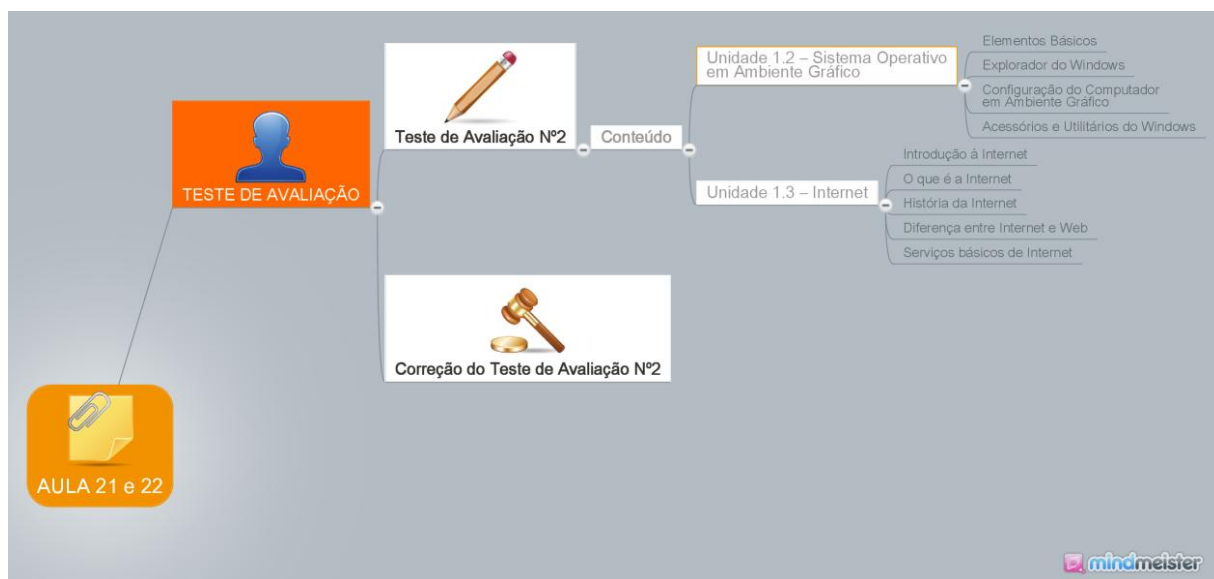 AULA 21 e 22
TESTE DE AVALIAÇÃO
Teste de Avaliação Nº2
Conteúdo
Unidade 1.2 – Sistema Operativo
em Ambiente Gráfico
Elementos Básicos
Explorador do Windows
Configuração do Computador
em Ambiente Gráfico
Acessórios e Utilitários do Windows
Unidade 1.3 – Internet
Introdução à Internet
O que é a Internet
História da Internet
Diferença entre Internet e Web
Serviços básicos de Internet
Correção do Teste de Avaliação Nº2
mindmeister